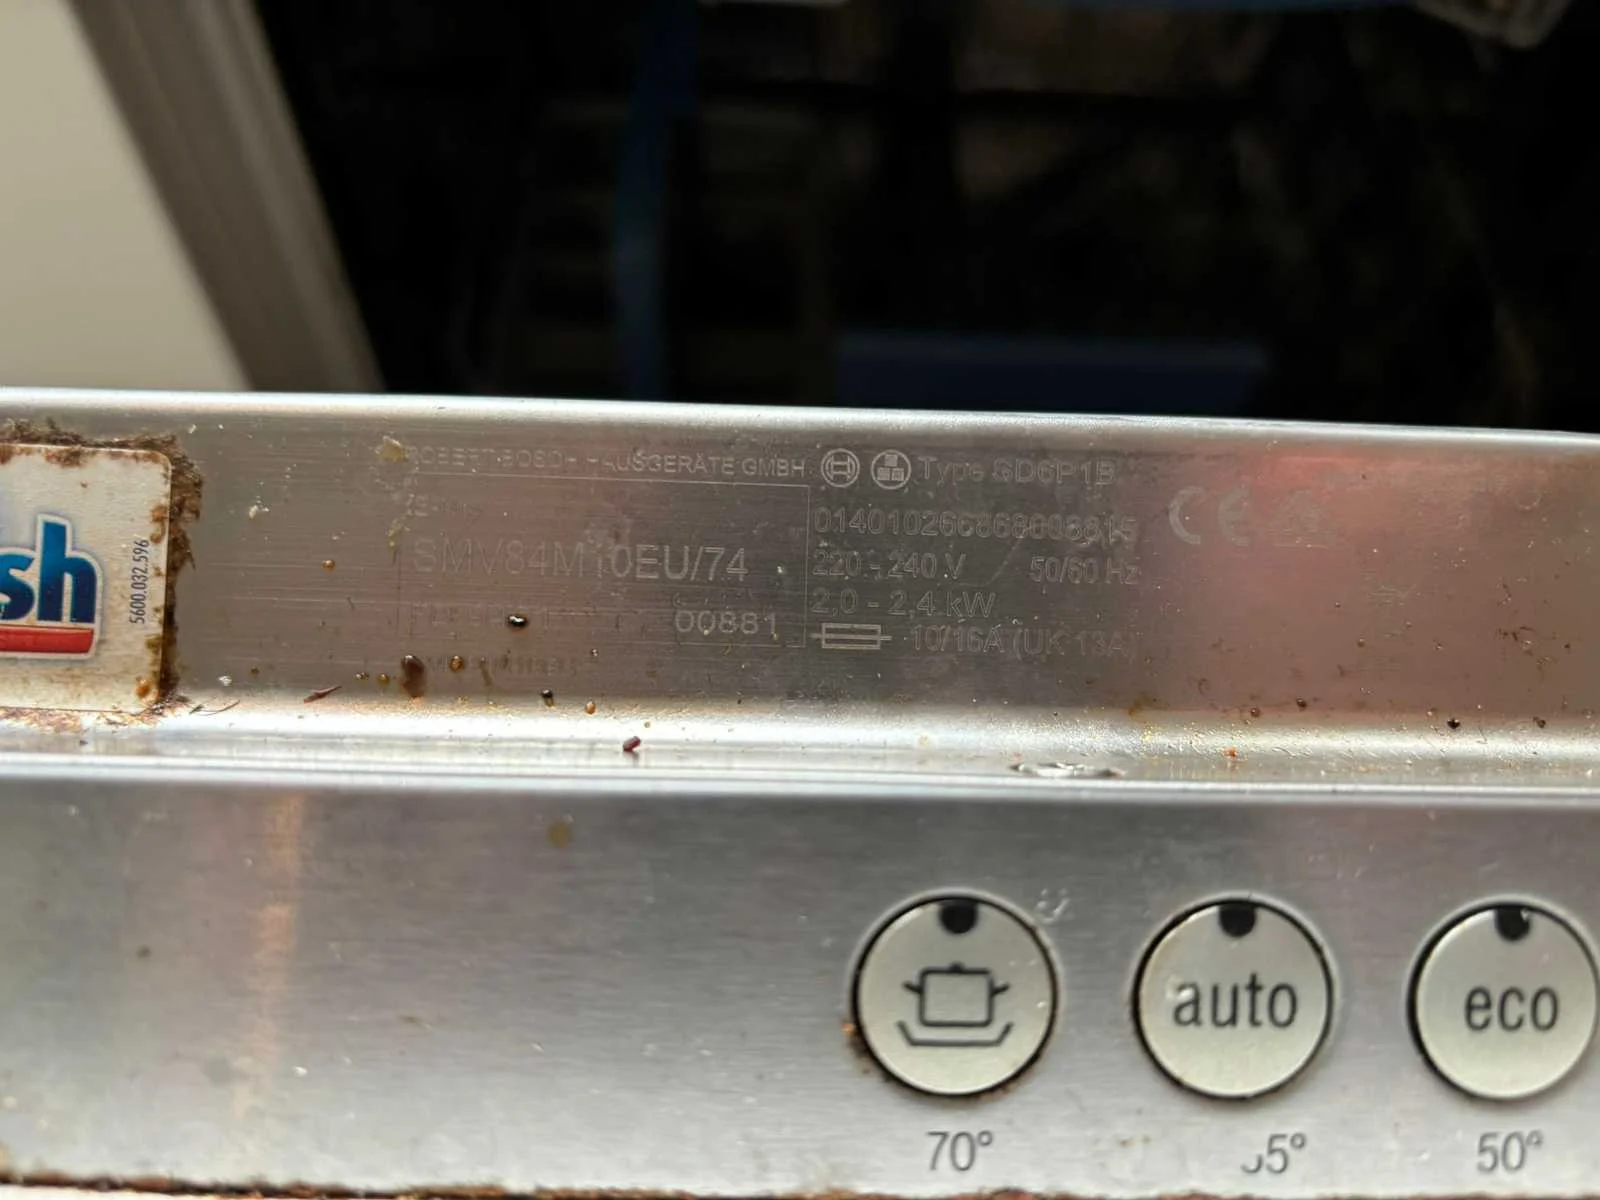 sh
5600.032.596
ROBERT BOSCH HAUSGERÄTE GMBH Type SD6P1B
CE
SMV84M10EU/74
220 - 240 V 50/60 Hz
2,0 - 2,4 kW
00881
10/16A (UK 13A)
auto
eco
70°
50°